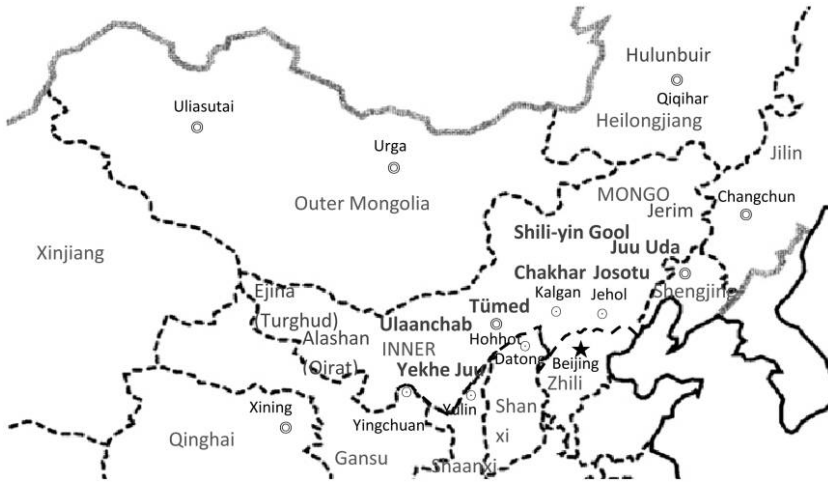 Hulunbuir
Qiqihar
Uliasutai
Heilongjiang
Urga
Jilin
Outer Mongolia
MONGO
Jerim
Changchun
Shili-yin Gool
Juu Uda
Xinjiang
Chakhar Josotu
Ejina
(Turghud)
Kalgan
Jehol
Shengjing
Tümed
Ulaanchab
Alashan
(Oirat)
INNER
Hohhot
Datong
Beijing
Yekhe Juu
Zhili
Xining
Yingchuan
Yulin
Shan
xi
Qinghai
Gansu
Shaanxi